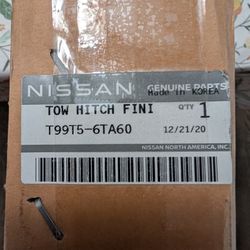 NISSAN GENUINE PARTS
Made in KOREA
TOW HITCH FINI Q'TY 1
T99T5-6TA60 12/21/20
NISSAN NORTH AMERICA, INC.